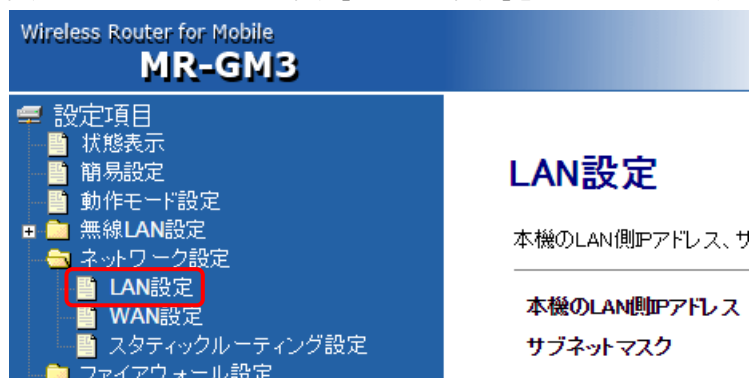 Wireless Router for Mobile
MR-GM3
設定項目
状態表示
簡易設定
動作モード設定
無線LAN設定
ネットワーク設定
LAN設定
WAN設定
スタティックルーティング設定
ファイアウォール設定
LAN設定
本機のLAN側IPアドレス、サ
本機のLAN側IPアドレス
サブネットマスク